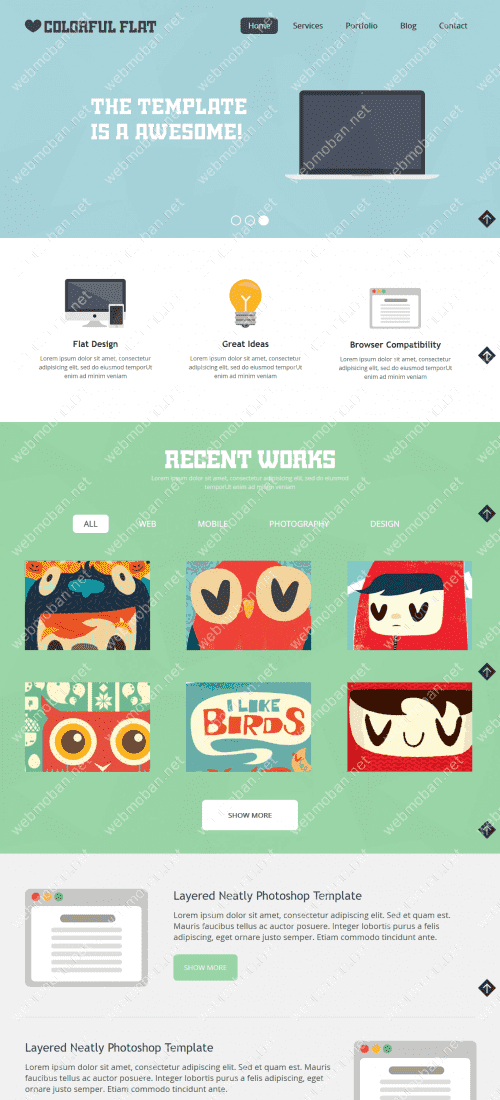 COLORFUL FLAT
Home Services Portfolio Blog Contact
THE TEMPLATE
IS A AWESOME!
Flat Design
Lorem ipsum dolor sit amet, consectetur
adipisicing elit, sed do eiusmod temporUt
enim ad minim veniam
Great Ideas
Lorem ipsum dolor sit amet, consectetur
adipisicing elit, sed do eiusmod temporUt
enim ad minim veniam
Browser Compatibility
Lorem ipsum dolor sit amet, consectetur
adipisicing elit, sed do eiusmod temporUt
enim ad minim veniam
RECENT WORKS
Lorem ipsum dolor sit amet, consectetur adipisicing elit, sed do eiusmod
temporUt enim ad minim veniam
ALL WEB MOBILE PHOTOGRAPHY DESIGN
I LIKE
BIRDS
SHOW MORE
Layered Neatly Photoshop Template
Lorem ipsum dolor sit amet, consectetur adipiscing elit. Sed et quam est.
Mauris faucibus tellus ac auctor posuere. Integer lobortis purus a felis
adipiscing, eget ornare justo semper. Etiam commodo tincidunt ante.
SHOW MORE
Layered Neatly Photoshop Template
Lorem ipsum dolor sit amet, consectetur adipiscing elit. Sed et quam est. Mauris
faucibus tellus ac auctor posuere. Integer lobortis purus a felis adipiscing, eget
ornare justo semper. Etiam commodo tincidunt ante.
webmoban.net